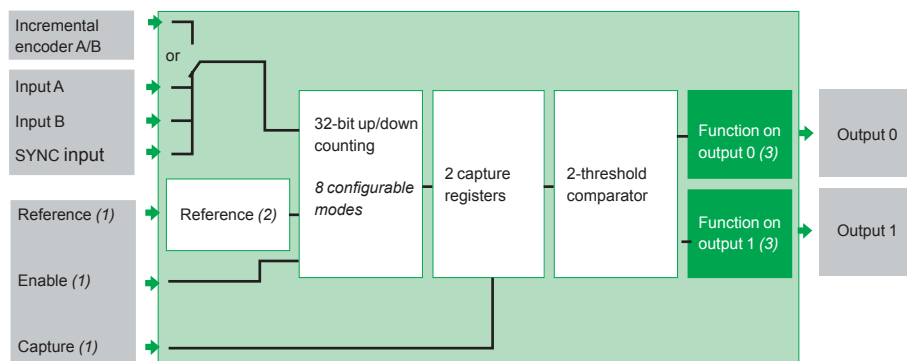 Incremental
encoder A/B
or
Input A
Input B
SYNC input
Reference (1)
Enable (1)
Capture (1)
Reference (2)
32-bit up/down
counting
8 configurable
modes
2 capture
registers
2-threshold
comparator
Function on
output 0 (3)
Function on
output 1 (3)
Output 0
Output 1